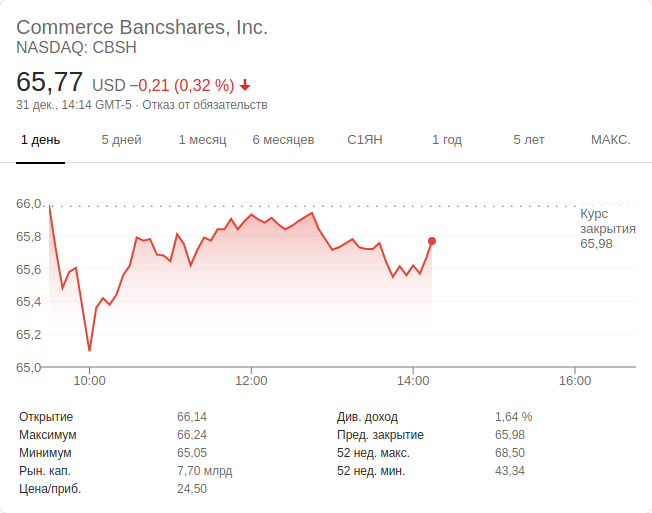 Commerce Bancshares, Inc.
NASDAQ: CBSH
65,77 USD −0,21 (0,32 %)
31 дек., 14:14 GMT-5 · Отказ от обязательств
1 день 5 дней 1 месяц 6 месяцев С1ЯН 1 год 5 лет МАКС.
66,0
Курс
закрытия
65,98
65,8
65,6
65,4
65,2
65,0
10:00 12:00 14:00 16:00
Открытие 66,14 Див. доход 1,64 %
Максимум 66,24 Пред. закрытие 65,98
Минимум 65,05 52 нед. макс. 68,50
Рын. кап. 7,70 млрд 52 нед. мин. 43,34
Цена/приб. 24,50